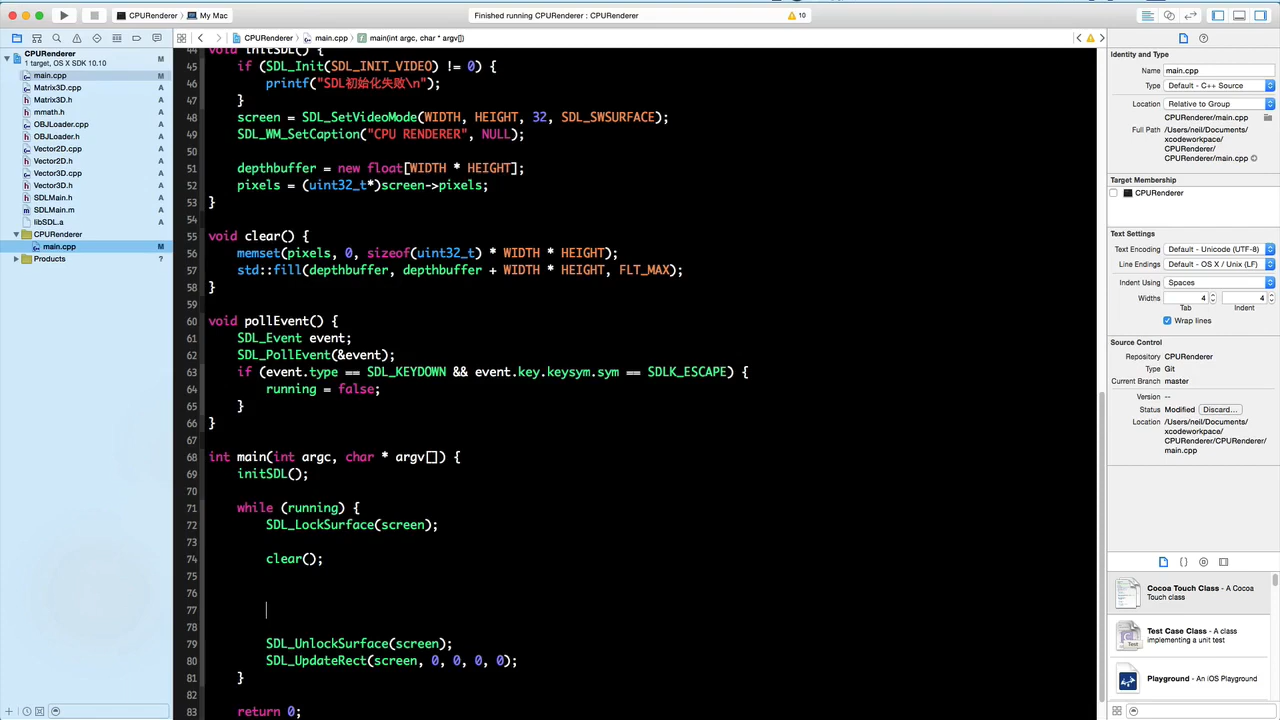 CPURenderer
My Mac
Finished running CPURenderer : CPURenderer
10
CPURenderer
main.cpp
main(int argc, char * argv[])
CPURenderer
1 target, OS X SDK 10.10
M
main.cpp
M
Matrix3D.cpp
A
Matrix3D.h
A
mmath.h
A
OBJLoader.cpp
A
OBJLoader.h
A
Vector2D.cpp
A
Vector2D.h
A
Vector3D.cpp
A
Vector3D.h
A
SDLMain.h
A
SDLMain.m
A
libSDL.a
A
CPURenderer
main.cpp
M
Products
?
44 void initSDL() {
45 if (SDL_Init(SDL_INIT_VIDEO) != 0) {
46 printf("SDL初始化失败\n");
47 }
48 screen = SDL_SetVideoMode(WIDTH, HEIGHT, 32, SDL_SWSURFACE);
49 SDL_WM_SetCaption("CPU RENDERER", NULL);
50
51 depthbuffer = new float[WIDTH * HEIGHT];
52 pixels = (uint32_t*)screen->pixels;
53 }
54
55 void clear() {
56 memset(pixels, 0, sizeof(uint32_t) * WIDTH * HEIGHT);
57 std::fill(depthbuffer, depthbuffer + WIDTH * HEIGHT, FLT_MAX);
58 }
59
60 void pollEvent() {
61 SDL_Event event;
62 SDL_PollEvent(&event);
63 if (event.type == SDL_KEYDOWN && event.key.keysym.sym == SDLK_ESCAPE) {
64 running = false;
65 }
66 }
67
68 int main(int argc, char * argv[]) {
69 initSDL();
70
71 while (running) {
72 SDL_LockSurface(screen);
73
74 clear();
75
76
77
78
79 SDL_UnlockSurface(screen);
80 SDL_UpdateRect(screen, 0, 0, 0, 0);
81 }
82
83 return 0;
Identity and Type
Name main.cpp
Type Default - C++ Source
Location Relative to Group
CPURenderer/main.cpp
Full Path /Users/neil/Documents/
xcodeworkpace/
CPURenderer/
CPURenderer/main.cpp
Target Membership
CPURenderer
Text Settings
Text Encoding Default - Unicode (UTF-8)
Line Endings Default - OS X / Unix (LF)
Indent Using Spaces
Widths 4 4
Tab Indent
Wrap lines
Source Control
Repository CPURenderer
Type Git
Current Branch master
Version --
Status Modified Discard...
Location /Users/neil/Documents/
xcodeworkpace/
CPURenderer/CPURenderer/
main.cpp
Cocoa Touch Class - A Cocoa
Touch class
Test Case Class - A class
implementing a unit test
Playground - An iOS Playground